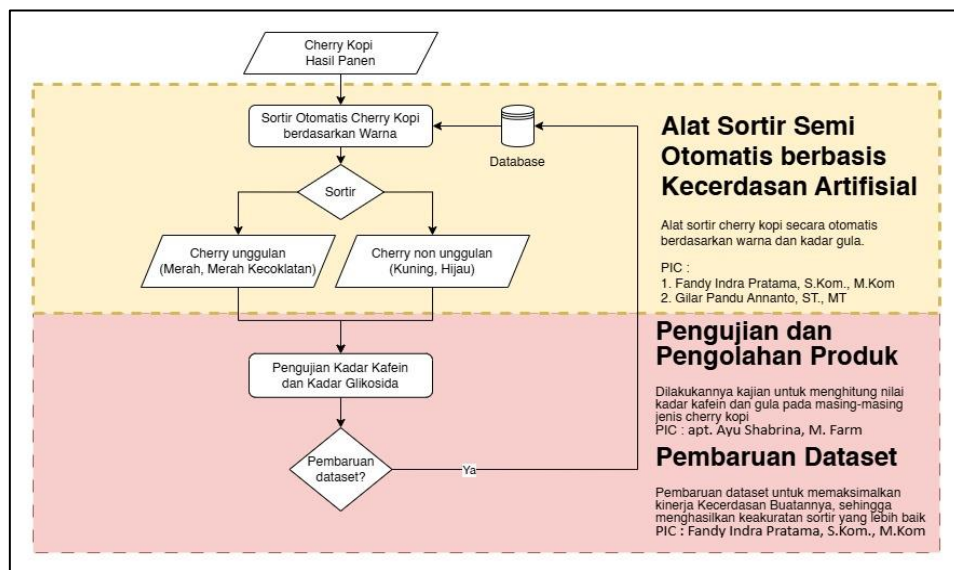 Cherry Kopi
Hasil Panen
Sortir Otomatis Cherry Kopi
berdasarkan Warna
Database
Sortir
Cherry unggulan
(Merah, Merah Kecoklatan)
Cherry non unggulan
(Kuning, Hijau)
Pengujian Kadar Kafein
dan Kadar Glikosida
Pembaruan
dataset?
Ya
Alat Sortir Semi
Otomatis berbasis
Kecerdasan Artifisial
Alat sortir cherry kopi secara otomatis
berdasarkan warna dan kadar gula.
PIC :
1. Fandy Indra Pratama, S.Kom., M.Kom
2. Gilar Pandu Annanto, ST., MT
Pengujian dan
Pengolahan Produk
Dilakukannya kajian untuk menghitung nilai
kadar kafein dan gula pada masing-masing
jenis cherry kopi
PIC : apt. Ayu Shabrina, M. Farm
Pembaruan Dataset
Pembaruan dataset untuk memaksimalkan
kinerja Kecerdasan Buatannya, sehingga
menghasilkan keakuratan sortir yang lebih baik
PIC : Fandy Indra Pratama, S.Kom., M.Kom